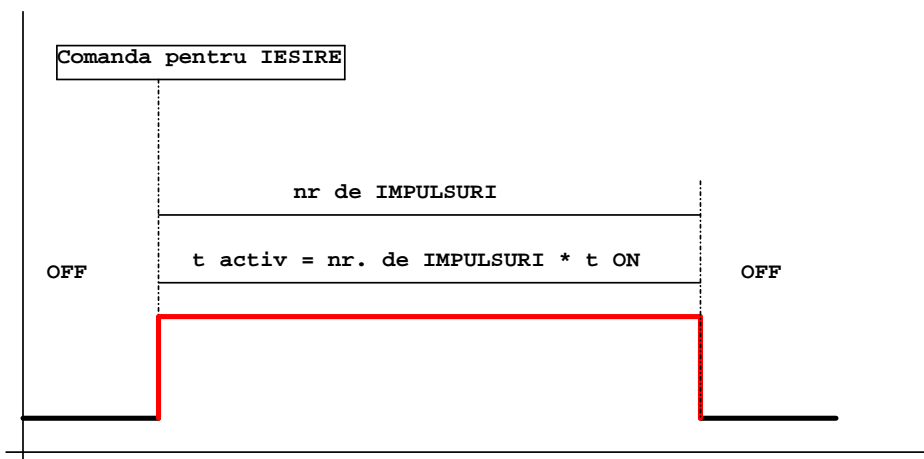 Comanda pentru IESIRE
nr de IMPULSURI
t activ = nr. de IMPULSURI * t ON
OFF
OFF